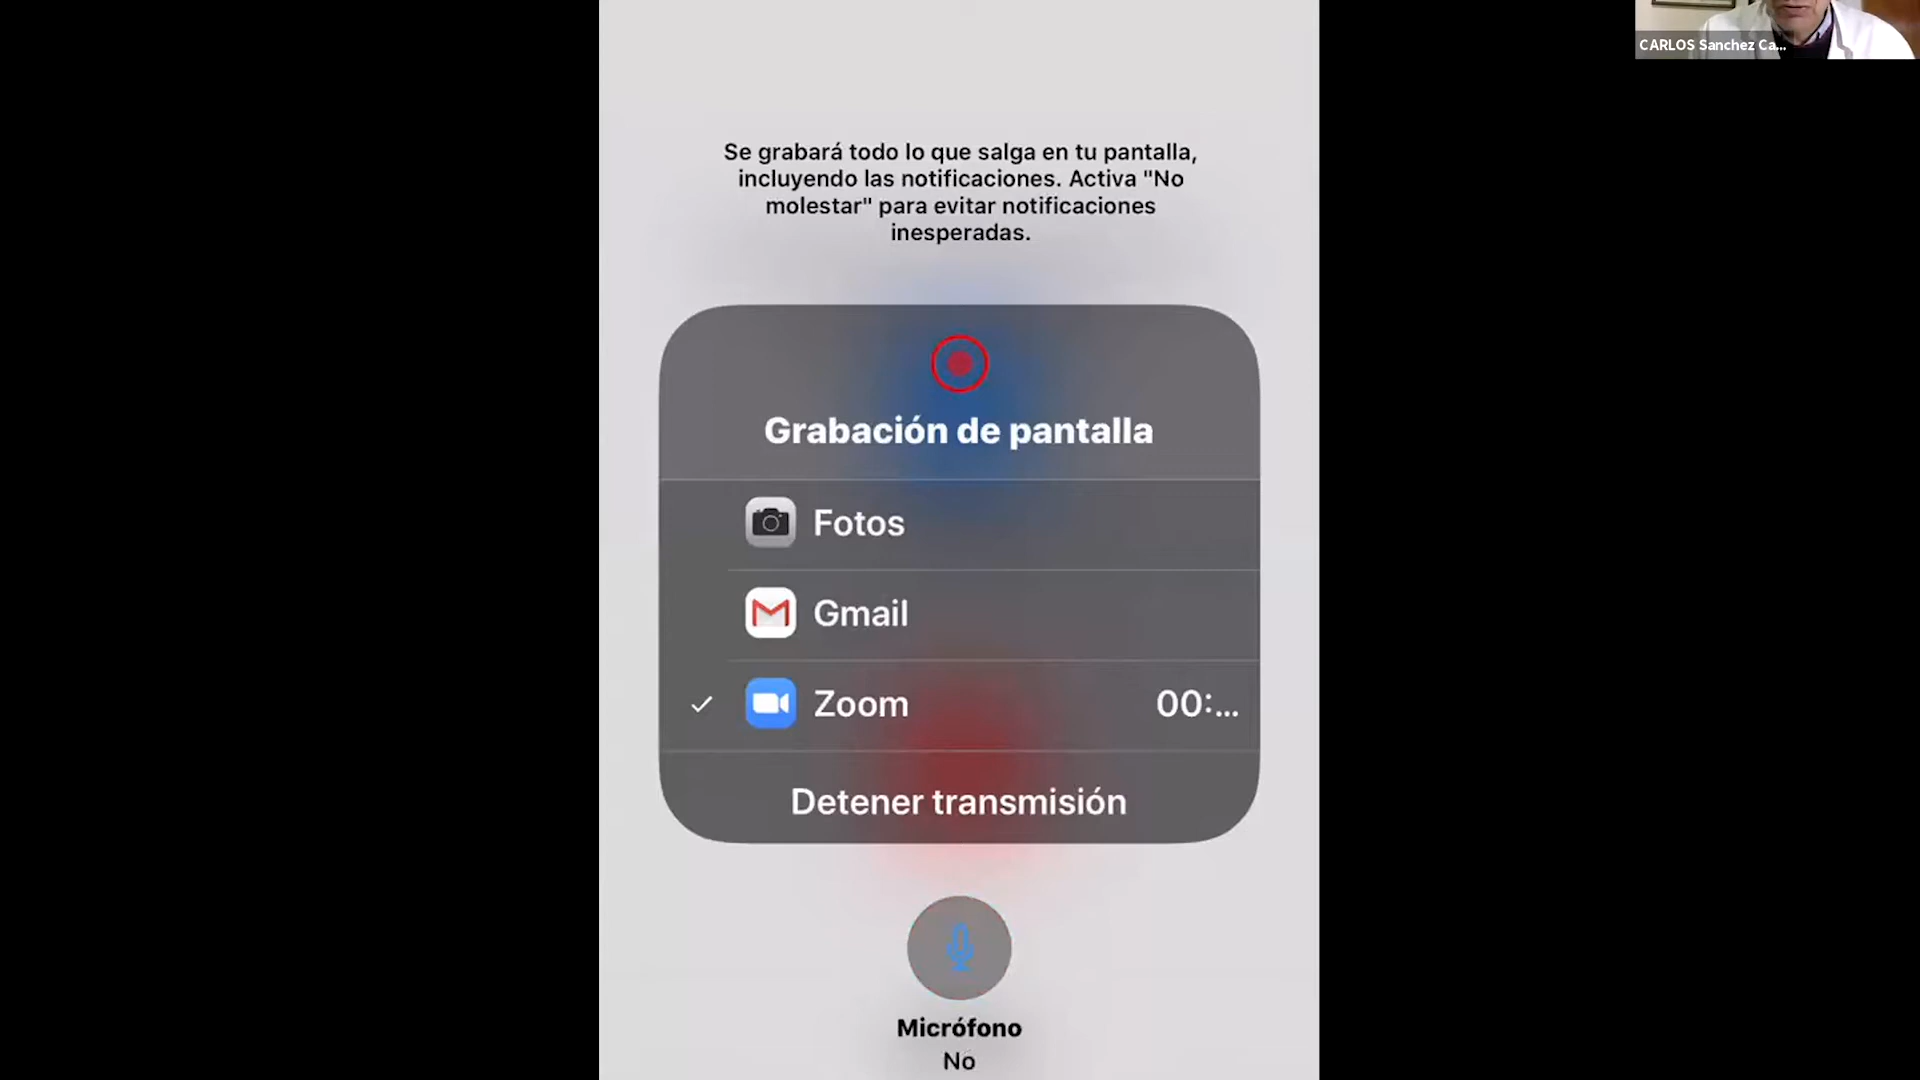 CARLOS Sanchez Ca...
Se grabará todo lo que salga en tu pantalla,
incluyendo las notificaciones. Activa "No
molestar" para evitar notificaciones
inesperadas.
Grabación de pantalla
Fotos
Gmail
Zoom 00:...
Detener transmisión
Micrófono
No